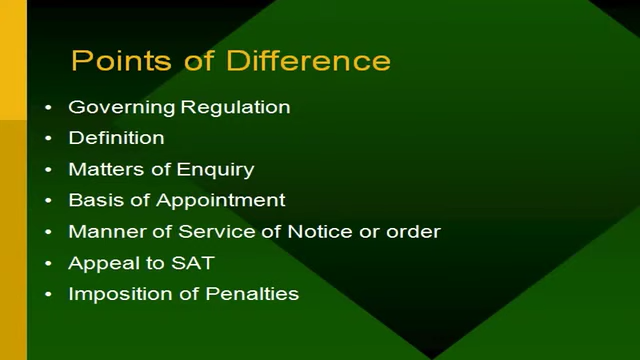 Points of Difference
• Governing Regulation
• Definition
• Matters of Enquiry
• Basis of Appointment
• Manner of Service of Notice or order
• Appeal to SAT
• Imposition of Penalties